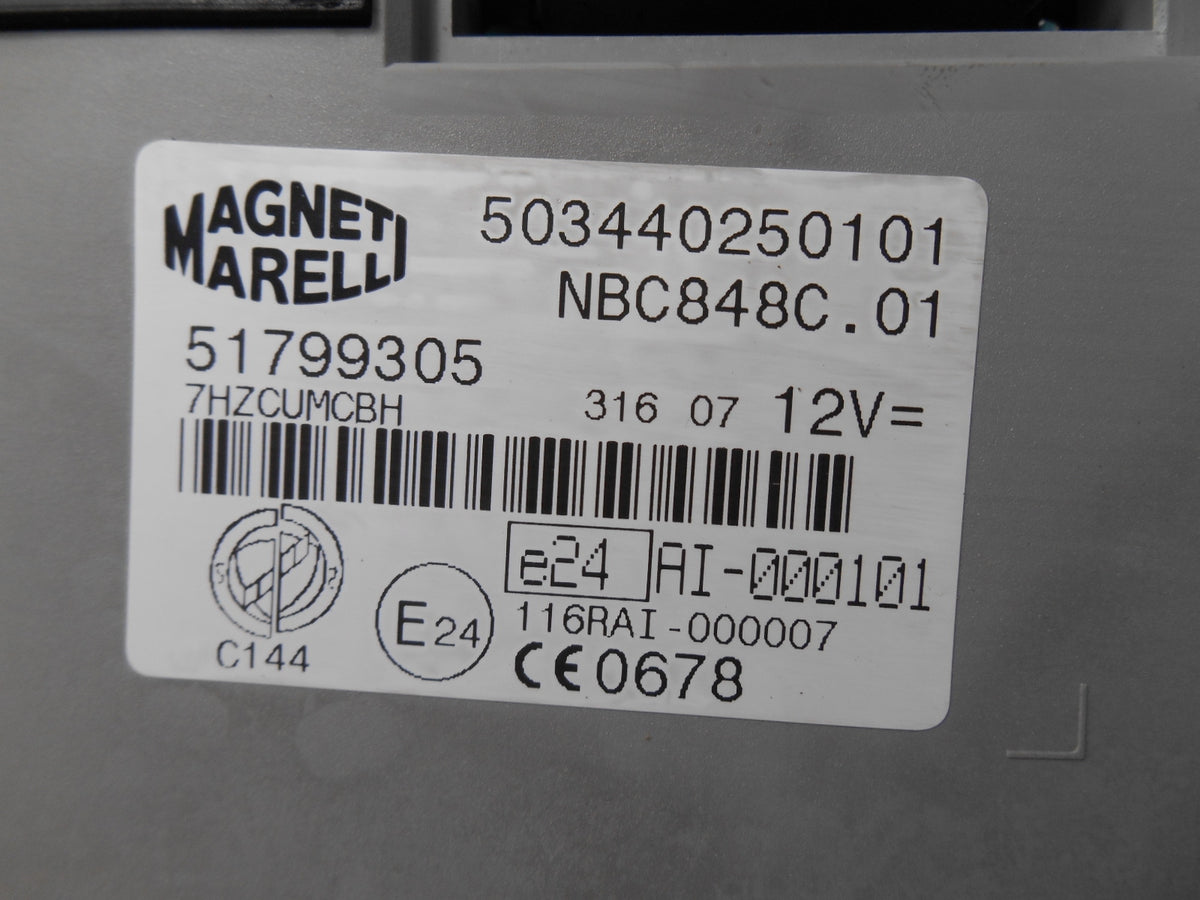 MAGNETI
MARELLI
503440250101
NBC848C.01
51799305
7HZCUMCBH
316 07 12V=
e24 AI-000101
E24
116RAI-000007
C144
CE0678